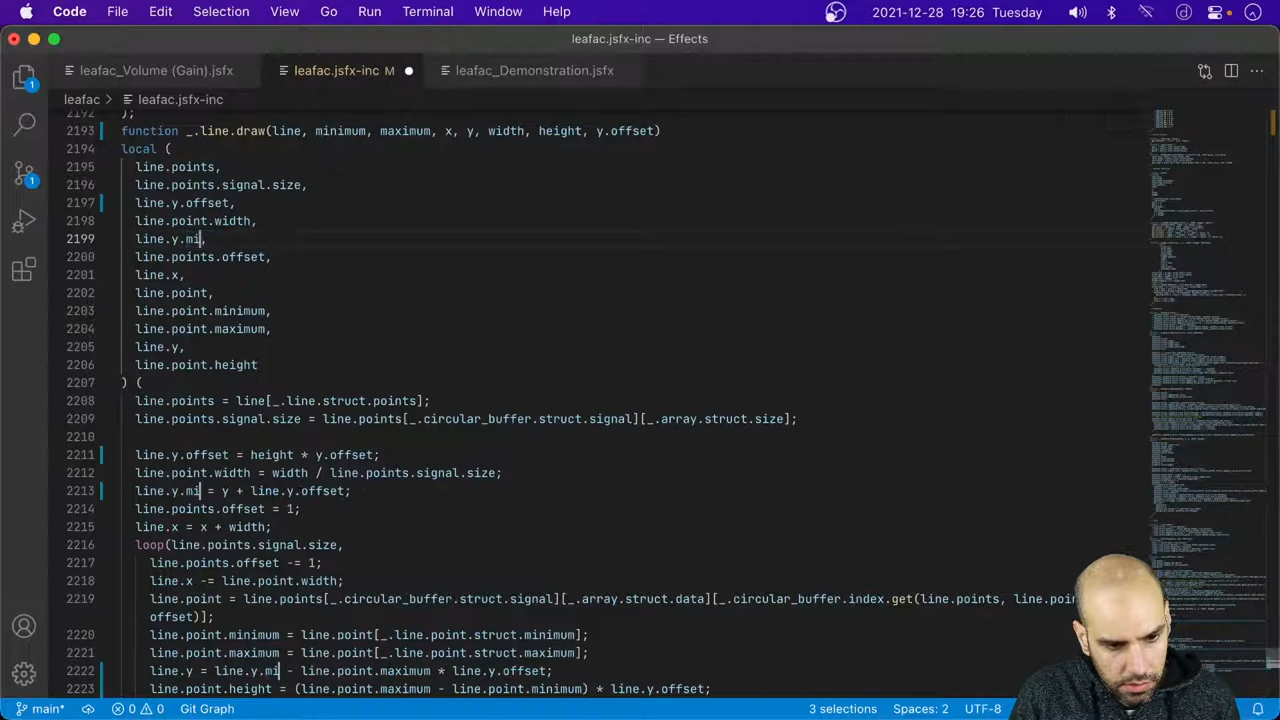 Code File Edit Selection View Go Run Terminal Window Help 2021-12-28 19:26 Tuesday
leafac.jsfx-inc — Effects
leafac_Volume (Gain).jsfx leafac.jsfx-inc M leafac_Demonstration.jsfx
leafac > leafac.jsfx-inc
2192 );
2193 function _.line.draw(line, minimum, maximum, x, y, width, height, y.offset)
2194 local (
2195 line.points,
2196 line.points.signal.size,
2197 line.y.offset,
2198 line.point.width,
2199 line.y.mi,
2200 line.points.offset,
2201 line.x,
2202 line.point,
2203 line.point.minimum,
2204 line.point.maximum,
2205 line.y,
2206 line.point.height
2207 ) (
2208 line.points = line[_.line.struct.points];
2209 line.points.signal.size = line.points[_.circular_buffer.struct.signal][_.array.struct.size];
2210
2211 line.y.offset = height * y.offset;
2212 line.point.width = width / line.points.signal.size;
2213 line.y.mi = y + line.y.offset;
2214 line.points.offset = 1;
2215 line.x = x + width;
2216 loop(line.points.signal.size,
2217 line.points.offset -= 1;
2218 line.x -= line.point.width;
2219 line.point = line.points[_.circular_buffer.struct.signal][_.array.struct.data][_.circular_buffer.index.get(line.points, line.poin
offset)];
2220 line.point.minimum = line.point[_.line.point.struct.minimum];
2221 line.point.maximum = line.point[_.line.point.struct.maximum];
2222 line.y = line.y.mi - line.point.maximum * line.y.offset;
2223 line.point.height = (line.point.maximum - line.point.minimum) * line.y.offset;
main* 0 0 Git Graph 3 selections Spaces: 2 UTF-8